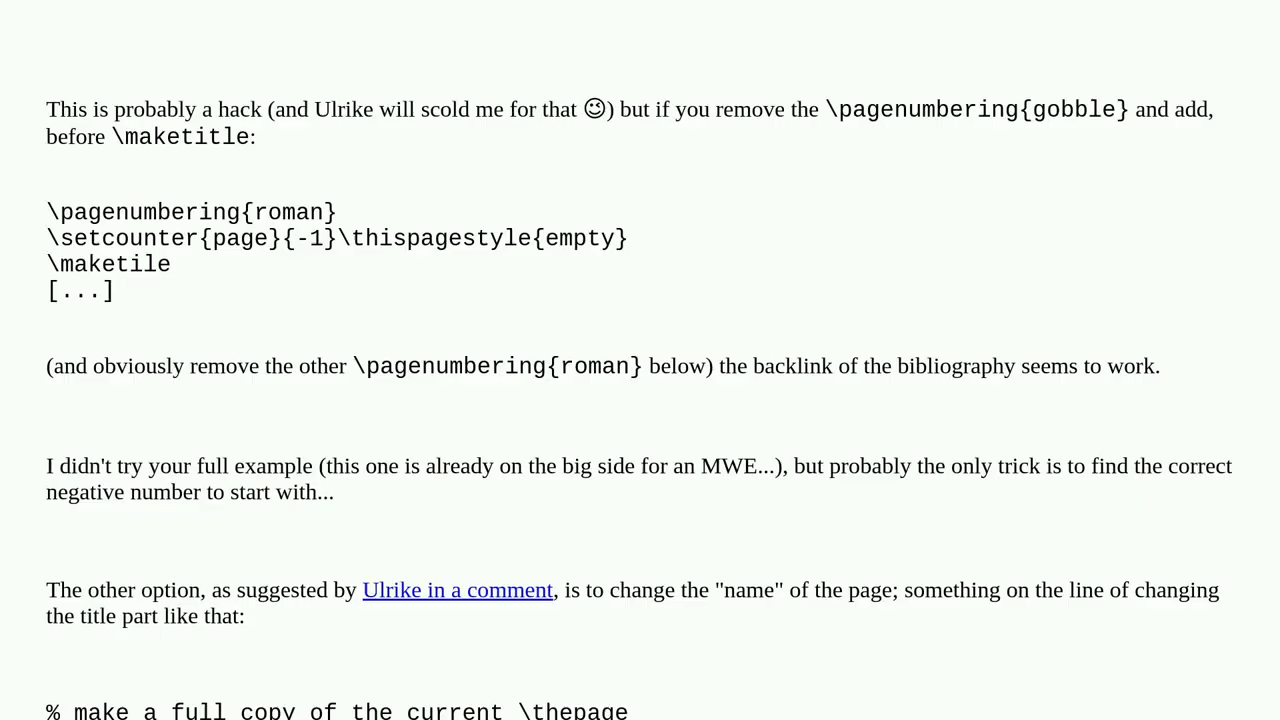 This is probably a hack (and Ulrike will scold me for that 😉) but if you remove the \pagenumbering{gobble} and add,
before \maketitle:
\pagenumbering{roman}
\setcounter{page}{-1}\thispagestyle{empty}
\maketile
[...]
(and obviously remove the other \pagenumbering{roman} below) the backlink of the bibliography seems to work.
I didn't try your full example (this one is already on the big side for an MWE...), but probably the only trick is to find the correct
negative number to start with...
The other option, as suggested by Ulrike in a comment, is to change the "name" of the page; something on the line of changing
the title part like that:
% make a full copy of the current \thepage